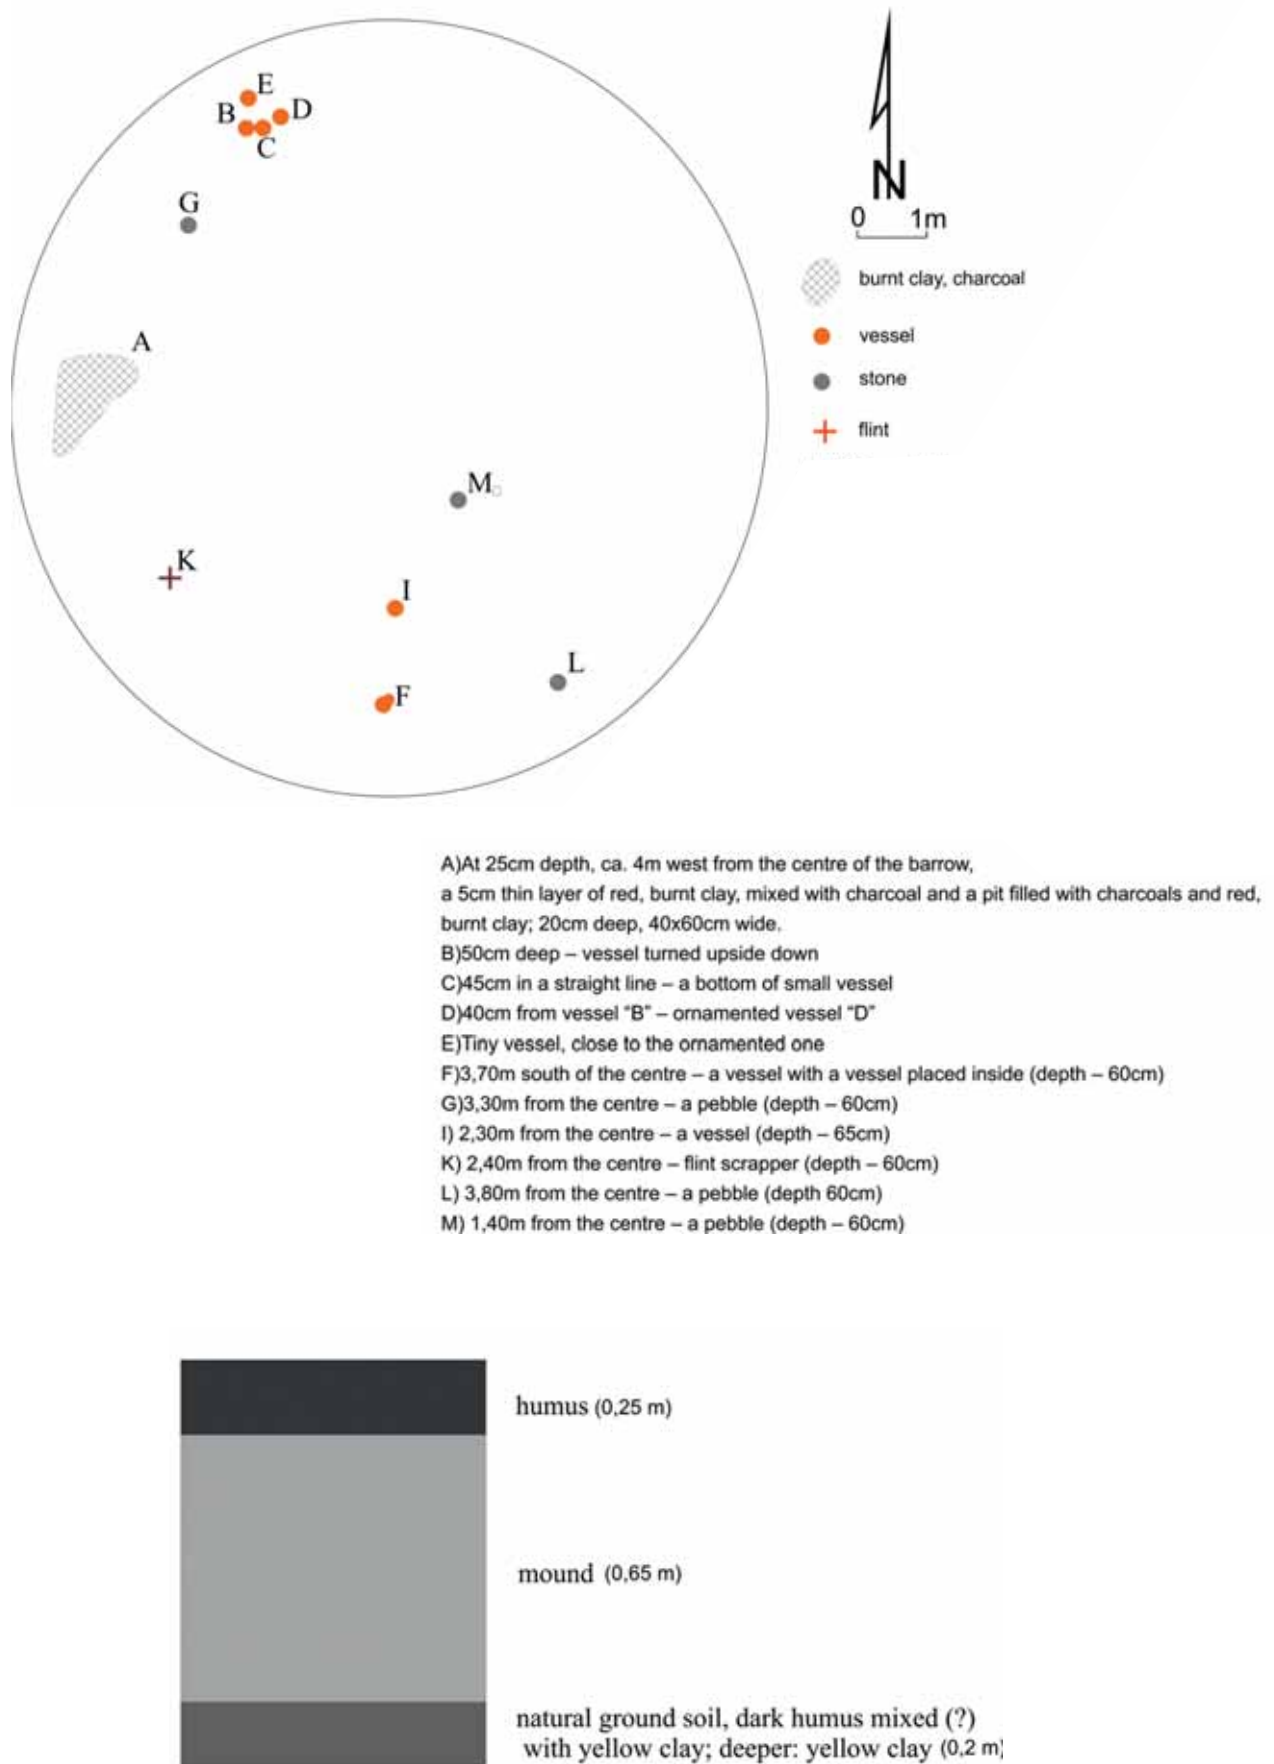 E
B
D
C
G
A
M
K
I
L
F
N
0 1m
burnt clay, charcoal
vessel
stone
flint
A)At 25cm depth, ca. 4m west from the centre of the barrow,
a 5cm thin layer of red, burnt clay, mixed with charcoal and a pit filled with charcoals and red,
burnt clay; 20cm deep, 40x60cm wide.
B)50cm deep – vessel turned upside down
C)45cm in a straight line – a bottom of small vessel
D)40cm from vessel “B” – ornamented vessel “D”
E)Tiny vessel, close to the ornamented one
F)3,70m south of the centre – a vessel with a vessel placed inside (depth – 60cm)
G)3,30m from the centre – a pebble (depth – 60cm)
I) 2,30m from the centre – a vessel (depth – 65cm)
K) 2,40m from the centre – flint scrapper (depth – 60cm)
L) 3,80m from the centre – a pebble (depth 60cm)
M) 1,40m from the centre – a pebble (depth – 60cm)
humus (0,25 m)
mound (0,65 m)
natural ground soil, dark humus mixed (?)
with yellow clay; deeper: yellow clay (0,2 m)